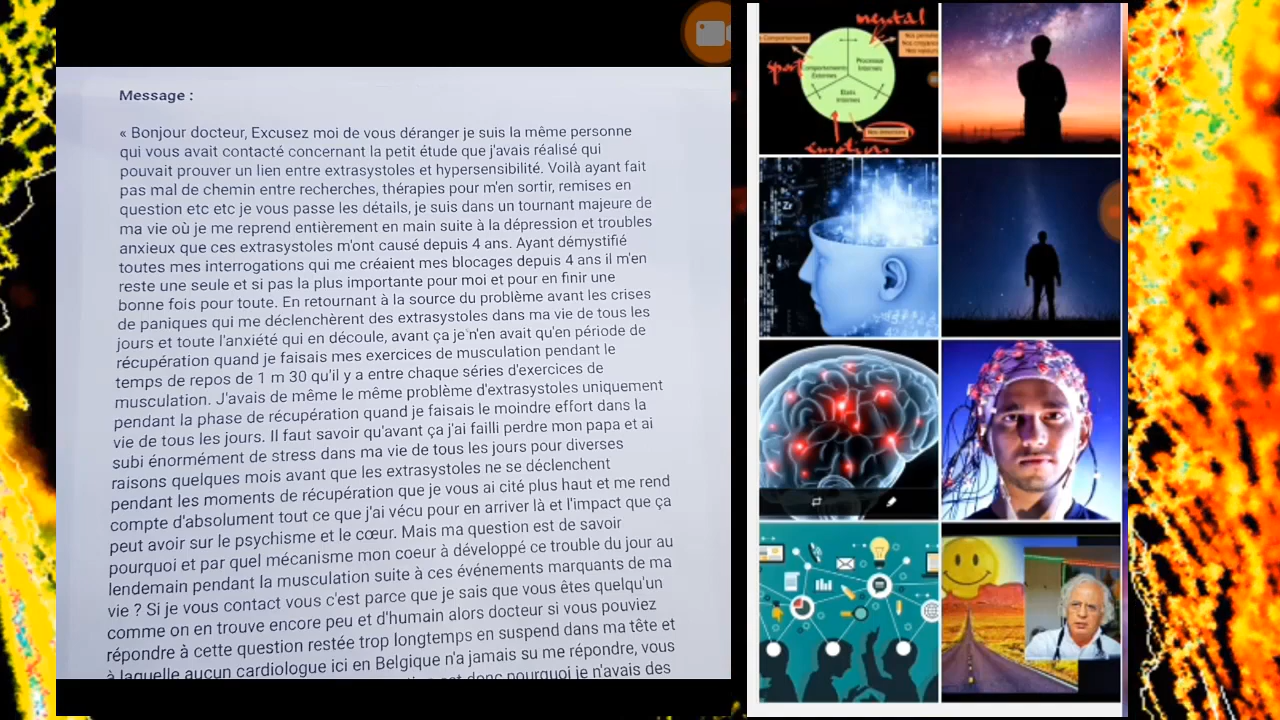 Message :
« Bonjour docteur, Excusez moi de vous déranger je suis la même personne
qui vous avait contacté concernant la petit étude que j'avais réalisé qui
pouvait prouver un lien entre extrasystoles et hypersensibilité. Voilà ayant fait
pas mal de chemin entre recherches, thérapies pour m'en sortir, remises en
question etc etc je vous passe les détails, je suis dans un tournant majeure de
ma vie où je me reprend entièrement en main suite à la dépression et troubles
anxieux que ces extrasystoles m'ont causé depuis 4 ans. Ayant démystifié
toutes mes interrogations qui me créaient mes blocages depuis 4 ans il m'en
reste une seule et si pas la plus importante pour moi et pour en finir une
bonne fois pour toute. En retournant à la source du problème avant les crises
de paniques qui me déclenchèrent des extrasystoles dans ma vie de tous les
jours et toute l'anxiété qui en découle, avant ça je n'en avait qu'en période de
récupération quand je faisais mes exercices de musculation pendant le
temps de repos de 1 m 30 qu'il y a entre chaque séries d'exercices de
musculation. J'avais de même le même problème d'extrasystoles uniquement
pendant la phase de récupération quand je faisais le moindre effort dans la
vie de tous les jours. Il faut savoir qu'avant ça j'ai failli perdre mon papa et ai
subi énormément de stress dans ma vie de tous les jours pour diverses
raisons quelques mois avant que les extrasystoles ne se déclenchent
pendant les moments de récupération que je vous ai cité plus haut et me rend
compte d'absolument tout ce que j'ai vécu pour en arriver là et l'impact que ça
peut avoir sur le psychisme et le cœur. Mais ma question est de savoir
pourquoi et par quel mécanisme mon coeur à développé ce trouble du jour au
lendemain pendant la musculation suite à ces événements marquants de ma
vie ? Si je vous contact vous c'est parce que je sais que vous êtes quelqu'un
comme on en trouve encore peu et d'humain alors docteur si vous pouviez
répondre à cette question restée trop longtemps en suspend dans ma tête et
à laquelle aucun cardologue ici en Belgique n'a jamais su me répondre, vous
est donc pourquoi je n'avais des
mental
Comportements
Nos pensées
Nos croyances
Nos valeurs
sport
Comportements
Externes
Processus
Internes
Etats
Internes
Nos émotions
emotion
Zr